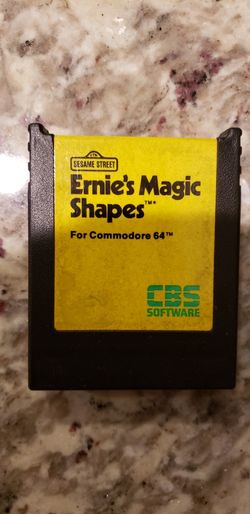 SESAME STREET
Ernie's Magic
Shapes™*
For Commodore 64™
CBS
SOFTWARE